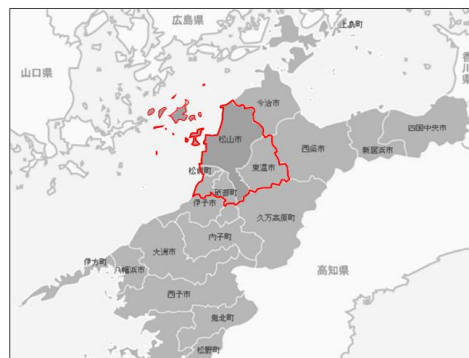 広島県
上島町
山口県
香川県
今治市
松山市
四国中央市
西条市
新居浜市
東温市
松前町
砥部町
伊予市
久万高原町
内子町
大洲市
伊方町
八幡浜市
高知県
西予市
鬼北町
松野町